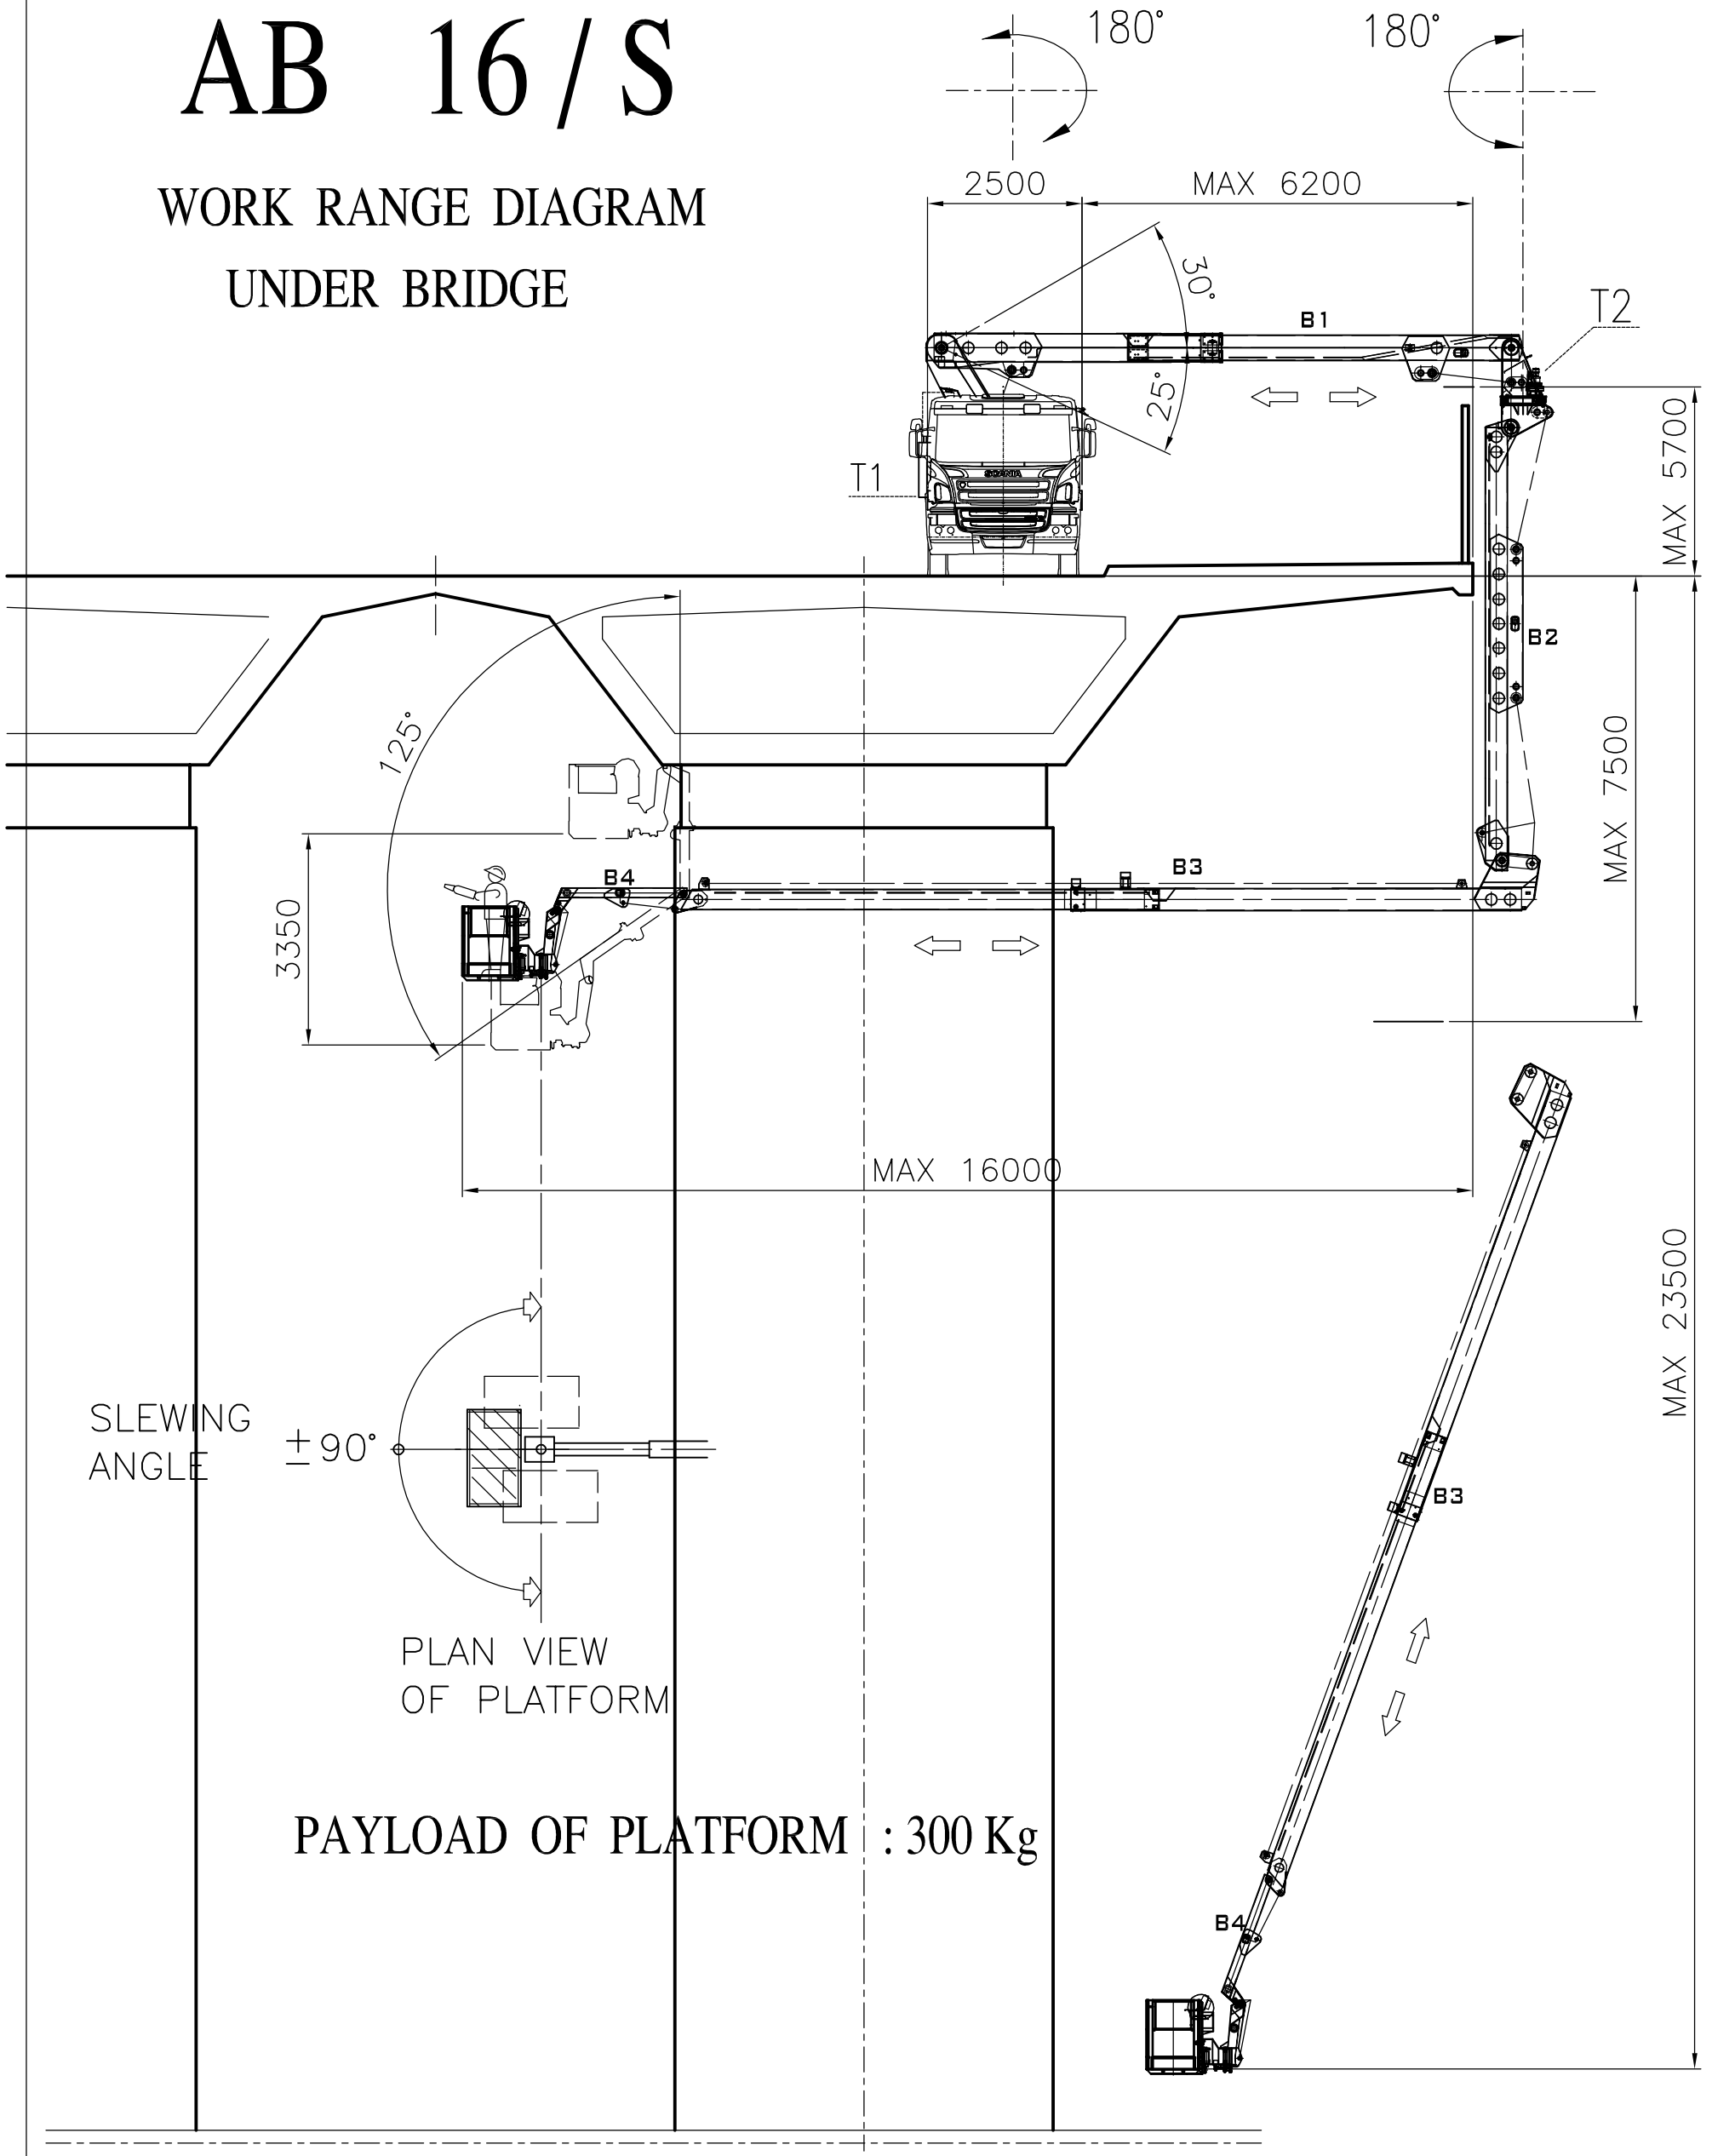 AB 16 / S
WORK RANGE DIAGRAM
UNDER BRIDGE
180°
180°
2500
MAX 6200
30°
25°
B1
T2
T1
SCANIA
MAX 5700
B2
125°
MAX 7500
B4
B3
3350
MAX 16000
MAX 23500
SLEWING
ANGLE
±90°
B3
PLAN VIEW
OF PLATFORM
PAYLOAD OF PLATFORM : 300 Kg
B4